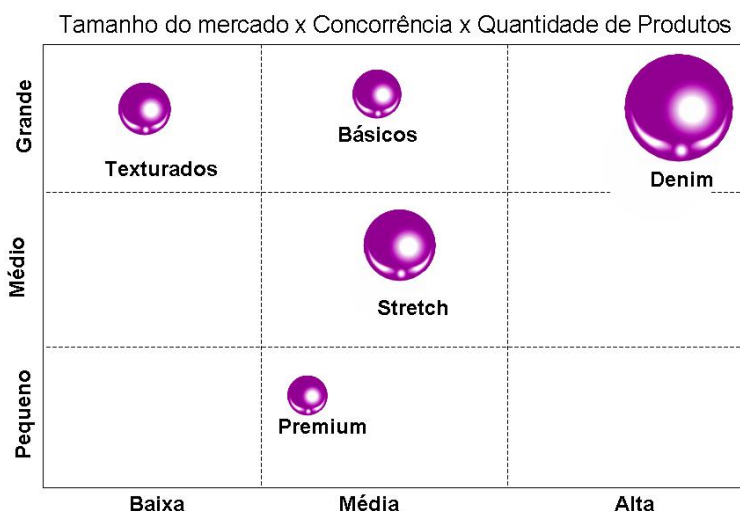 Tamanho do mercado x Concorrência x Quantidade de Produtos
Grande
Texturados
Básicos
Denim
Médio
Stretch
Pequeno
Premium
Baixa
Média
Alta